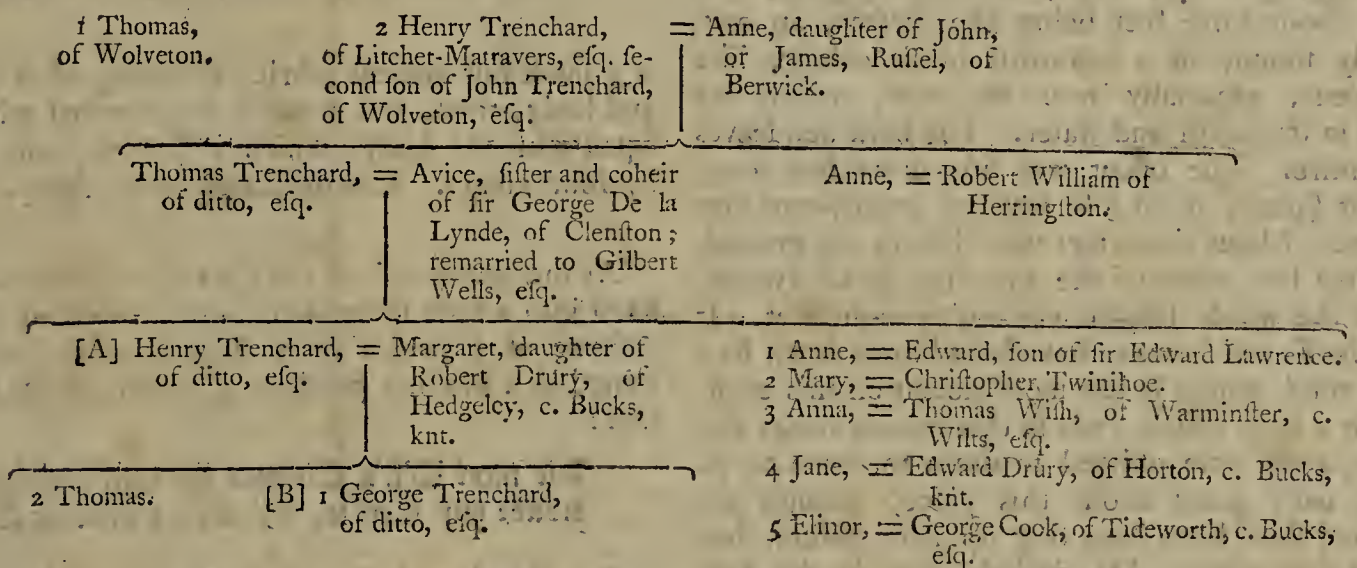 1 Thomas,
of Wolveton.
2 Henry Trenchard,
of Litchet-Matravers, eſq. ſe-
cond ſon of John Trenchard,
of Wolveton, eſq.
= Anne, daughter of John,
or James, Ruſſel, of
Berwick.
Thomas Trenchard,
of ditto, eſq.
= Avice, ſiſter and coheir
of ſir George De la
Lynde, of Clenſton;
remarried to Gilbert
Wells, eſq.
Anne, = Robert William of
Herringſton.
[A] Henry Trenchard,
of ditto, eſq.
= Margaret, daughter of
Robert Drury, of
Hedgeley, c. Bucks,
knt.
1 Anne, = Edward, ſon of ſir Edward Lawrence.
2 Mary, = Chriſtopher Twinihoe.
3 Anna, = Thomas Wiſh, of Warminſter, c.
Wilts, eſq.
4 Jane, = Edward Drury, of Horton, c. Bucks,
knt.
5 Elinor, = George Cook, of Tideworth, c. Bucks,
eſq.
2 Thomas.
[B] 1 George Trenchard,
of ditto, eſq.